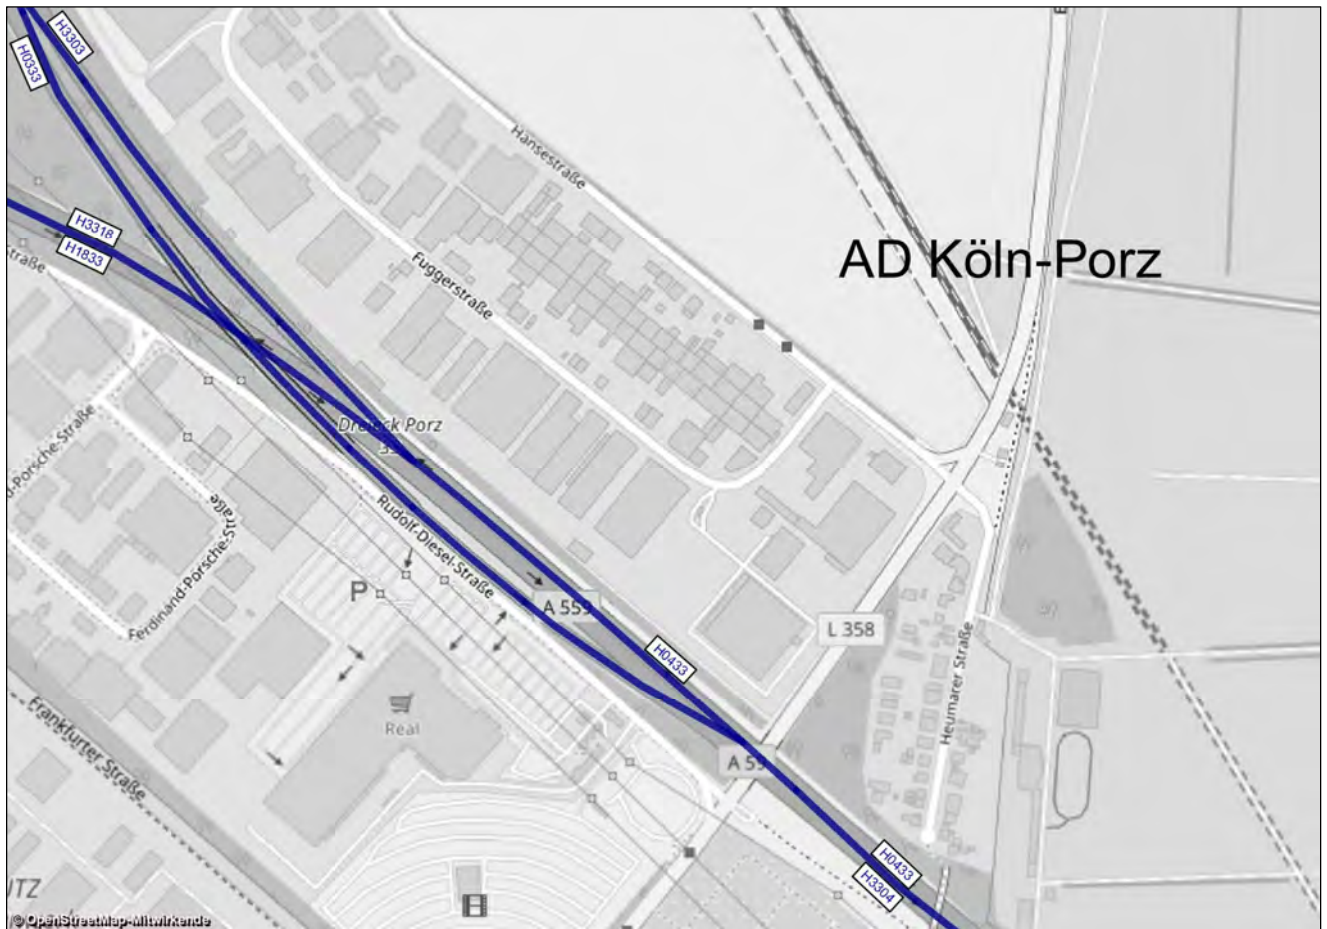 H3303
H0333
Hansestraße
H3318
H1833
straße
AD Köln-Porz
Fuggerstraße
Dreieck Porz
d-Porsche-Straße
Ferdinand-Porsche-Straße
Rudolf-Diesel-Straße
P
A 559
H0433
L 358
Heumarer Straße
Real
Frankfurter Straße
A 59
H0433
H3304
UTZ
© OpenStreetMap-Mitwirkende